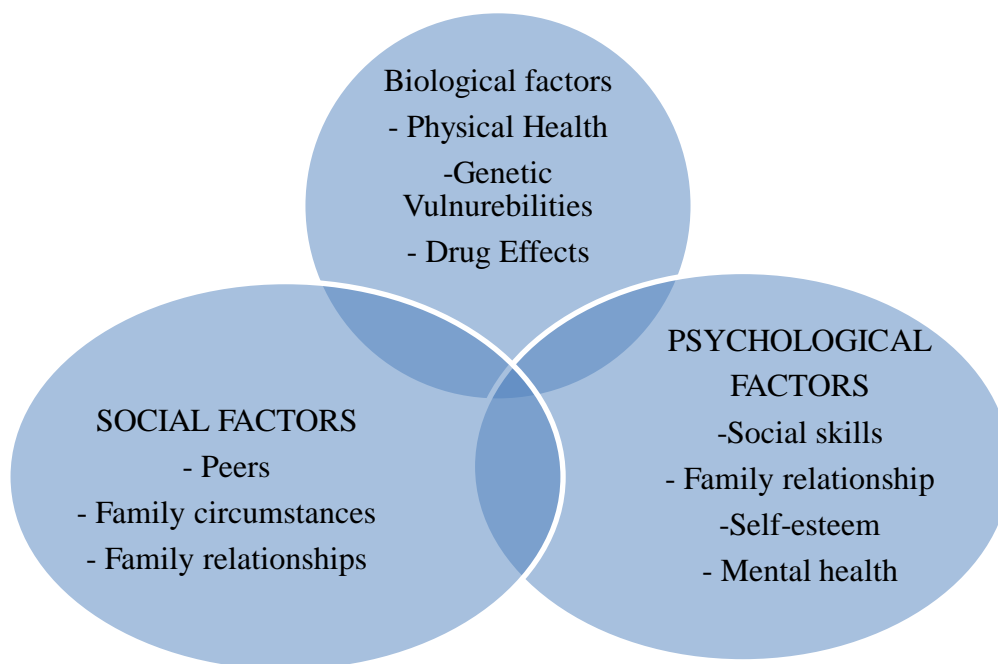 Biological factors
- Physical Health
-Genetic
Vulnurebilities
- Drug Effects
SOCIAL FACTORS
- Peers
- Family circumstances
- Family relationships
PSYCHOLOGICAL
FACTORS
-Social skills
- Family relationship
-Self-esteem
- Mental health